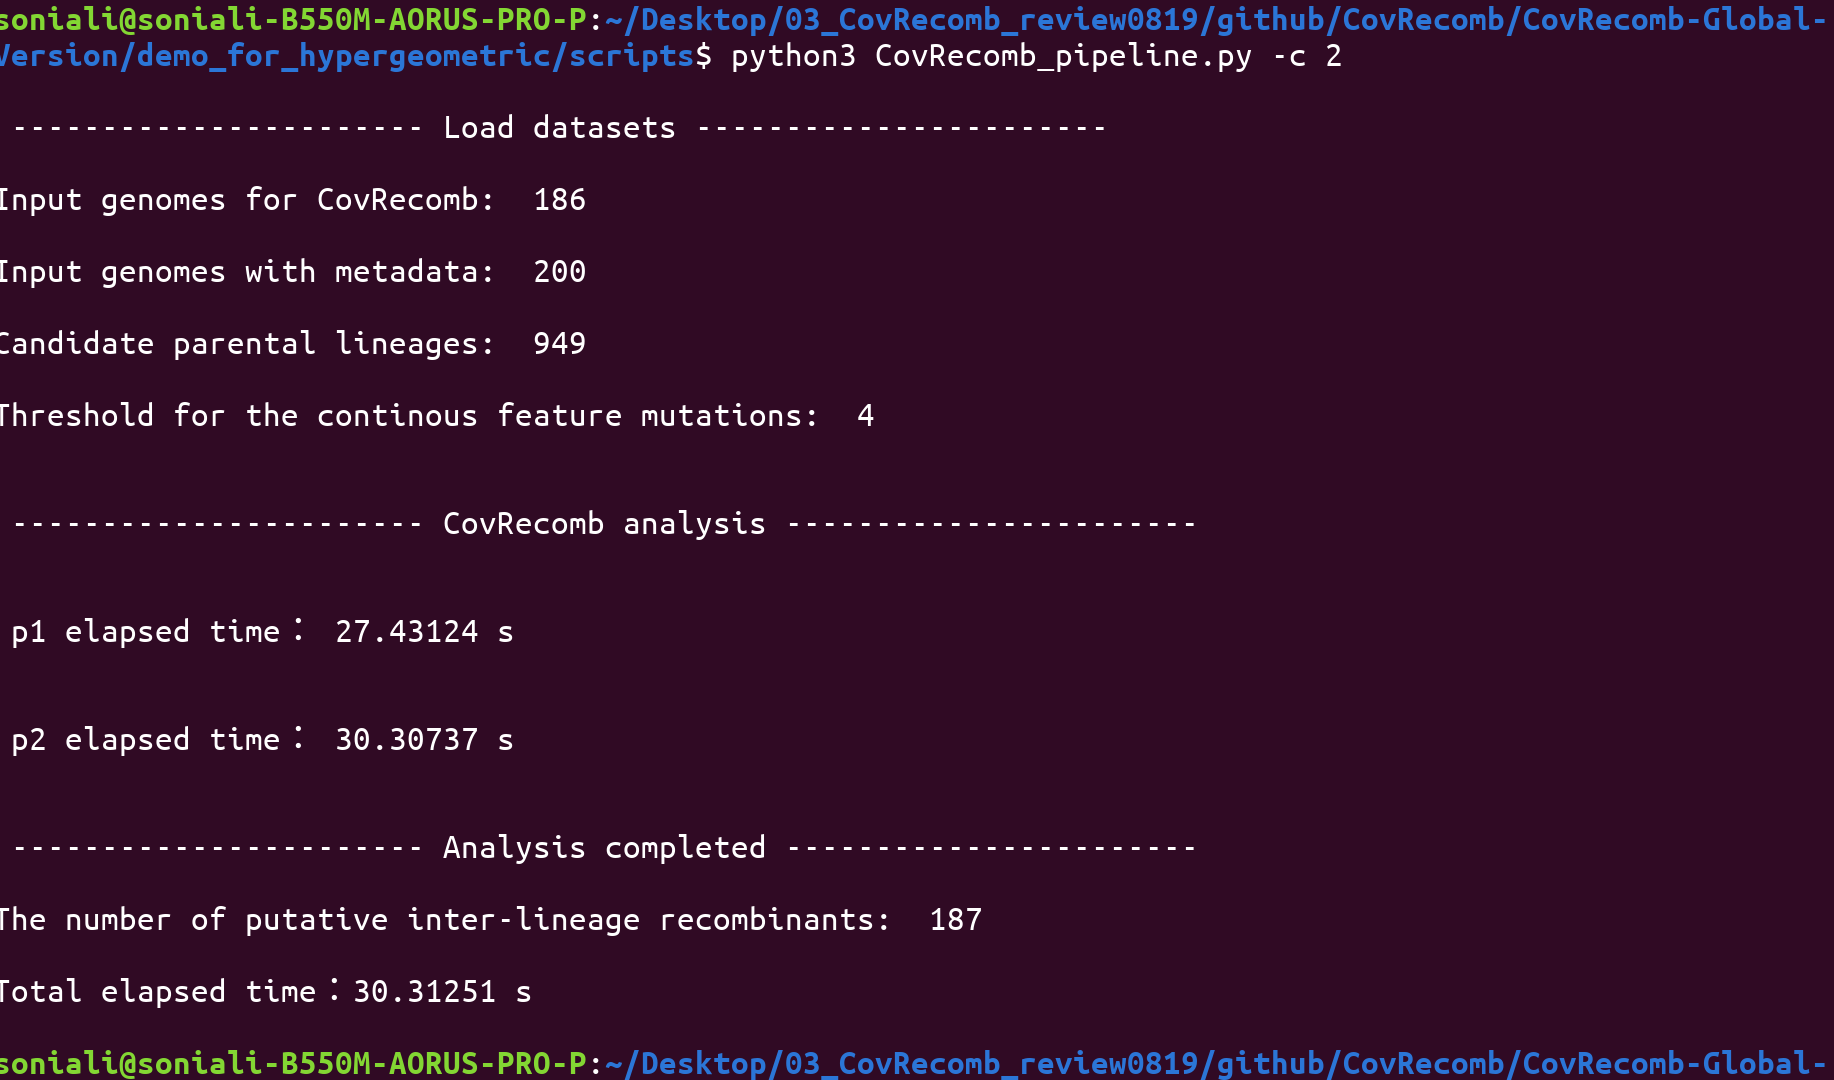 soniali@soniali-B550M-AORUS-PRO-P:~/Desktop/03_CovRecomb_review0819/github/CovRecomb/CovRecomb-Global-
Version/demo_for_hypergeometric/scripts$ python3 CovRecomb_pipeline.py -c 2
----------------------- Load datasets -----------------------
Input genomes for CovRecomb:  186
Input genomes with metadata:  200
Candidate parental lineages:  949
Threshold for the continous feature mutations:  4
----------------------- CovRecomb analysis -----------------------
p1 elapsed time： 27.43124 s
p2 elapsed time： 30.30737 s
----------------------- Analysis completed -----------------------
The number of putative inter-lineage recombinants:  187
Total elapsed time：30.31251 s
soniali@soniali-B550M-AORUS-PRO-P:~/Desktop/03_CovRecomb_review0819/github/CovRecomb/CovRecomb-Global-